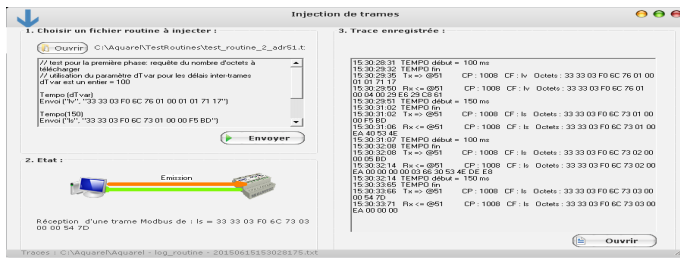 Injection de trames
1. Choisir un fichier routine à injecter :
Ouvrir C:\Aquarel\TestRoutines\test_routine_2_adr51.t:
// test pour la première phase: requête du nombre d'octets à
télécharger
// utilisation du paramètre dTvar pour les délais inter-trames
dTvar est un entier = 100
Tempo (dTvar)
Envoi ("lv", "33 33 03 F0 6C 76 01 00 01 01 71 17")
Tempo(150)
Envoi ("ls", "33 33 03 F0 6C 73 01 00 00 F5 BD")
Envoyer
2. Etat :
Emission
Réception d'une trame Modbus de : ls = 33 33 03 F0 6C 73 03
00 00 54 7D
3. Trace enregistrée :
15:30:28:31 TEMPO début = 100 ms
15:30:29:32 TEMPO fin
15:30:29:35 Tx => @51 CP : 1008 CF : lv Octets : 33 33 03 F0 6C 76 01 00
01 01 71 17
15:30:29:50 Rx <= @51 CP : 1008 CF : lv Octets : 33 33 03 F0 6C 76 01
00 04 00 29 E6 29 C8 61
15:30:29:51 TEMPO début = 150 ms
15:30:31:02 TEMPO fin
15:30:31:02 Tx => @51 CP : 1008 CF : ls Octets : 33 33 03 F0 6C 73 01 00
00 F5 BD
15:30:31:06 Rx <= @51 CP : 1008 CF : ls Octets : 33 33 03 F0 6C 73 01 00
EA 40 53 4E
15:30:31:07 TEMPO début = 100 ms
15:30:32:08 TEMPO fin
15:30:32:08 Tx => @51 CP : 1008 CF : ls Octets : 33 33 03 F0 6C 73 02 00
00 05 BD
15:30:32:14 Rx <= @51 CP : 1008 CF : ls Octets : 33 33 03 F0 6C 73 02 00
EA 00 00 00 00 03 66 30 53 4E DE E8
15:30:32:14 TEMPO début = 150 ms
15:30:33:65 TEMPO fin
15:30:33:66 Tx => @51 CP : 1008 CF : ls Octets : 33 33 03 F0 6C 73 03 00
00 54 7D
15:30:33:71 Rx <= @51 CP : 1008 CF : ls Octets : 33 33 03 F0 6C 73 03 00
EA 00 00 00
Ouvrir
Traces : C:\Aquarel\Aquarel - log_routine - 20150615153028175.txt